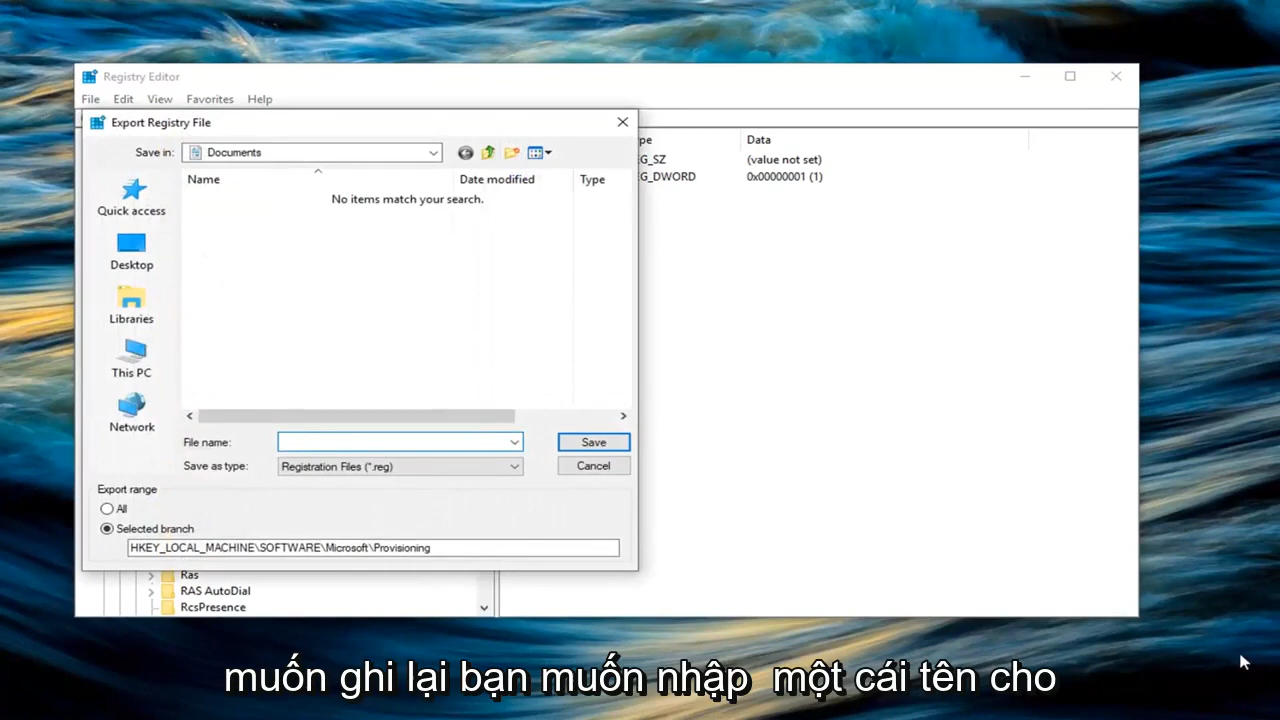 Registry Editor
File Edit View Favorites Help
Export Registry File
Save in: Documents
Name Date modified Type
No items match your search.
Quick access
Desktop
Libraries
This PC
Network
File name: Save
Save as type: Registration Files (*.reg) Cancel
Export range
All
Selected branch
HKEY_LOCAL_MACHINE\SOFTWARE\Microsoft\Provisioning
Data
(value not set)
0x00000001 (1)
Ras
RAS AutoDial
RcsPresence
muốn ghi lại bạn muốn nhập một cái tên cho